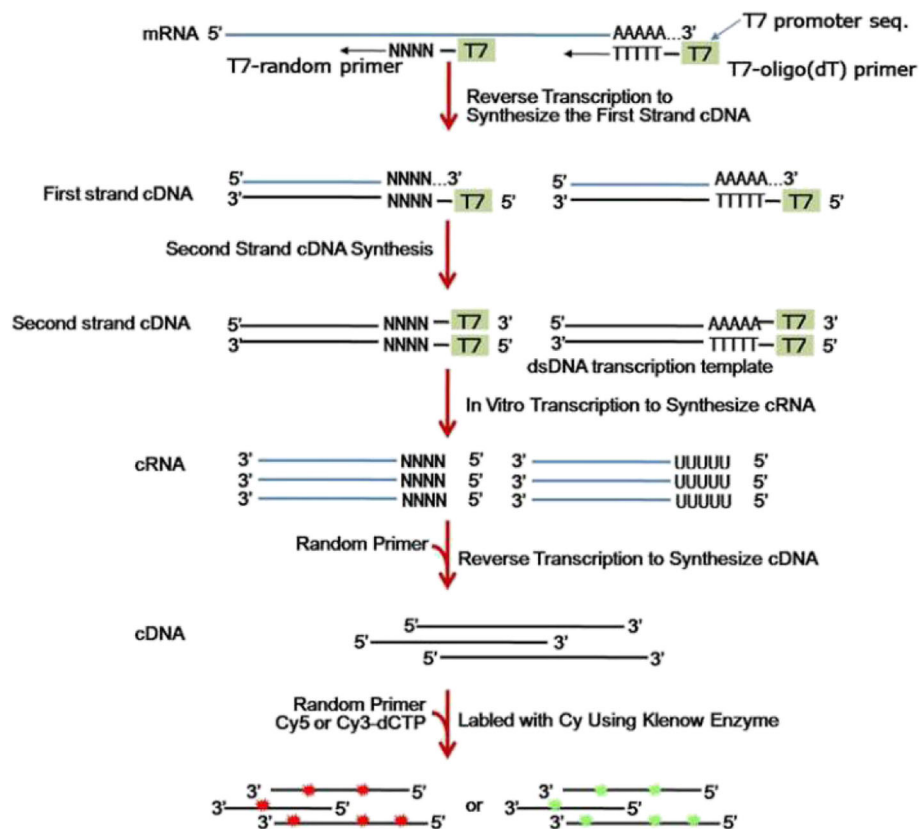 mRNA 5' AAAAA...3' T7 promoter seq.
NNNN T7 TTTTT T7
T7-random primer T7-oligo(dT) primer
Reverse Transcription to
Synthesize the First Strand cDNA
5' NNNN...3' 5' AAAAA...3'
First strand cDNA
3' NNNN T7 5' 3' TTTTT T7 5'
Second Strand cDNA Synthesis
Second strand cDNA
5' NNNN T7 3' 5' AAAAA T7 3'
3' NNNN T7 5' 3' TTTTT T7 5'
dsDNA transcription template
In Vitro Transcription to Synthesize cRNA
cRNA
3' NNNN 5' 3' UUUUU 5'
3' NNNN 5' 3' UUUUU 5'
3' NNNN 5' 3' UUUUU 5'
Random Primer
Reverse Transcription to Synthesize cDNA
cDNA
5' 3'
5' 3'
5' 3'
Random Primer
Cy5 or Cy3-dCTP
Labled with Cy Using Klenow Enzyme
3' 5' 3' 5'
3' 5' or 3' 5'
3' 5' 3' 5'